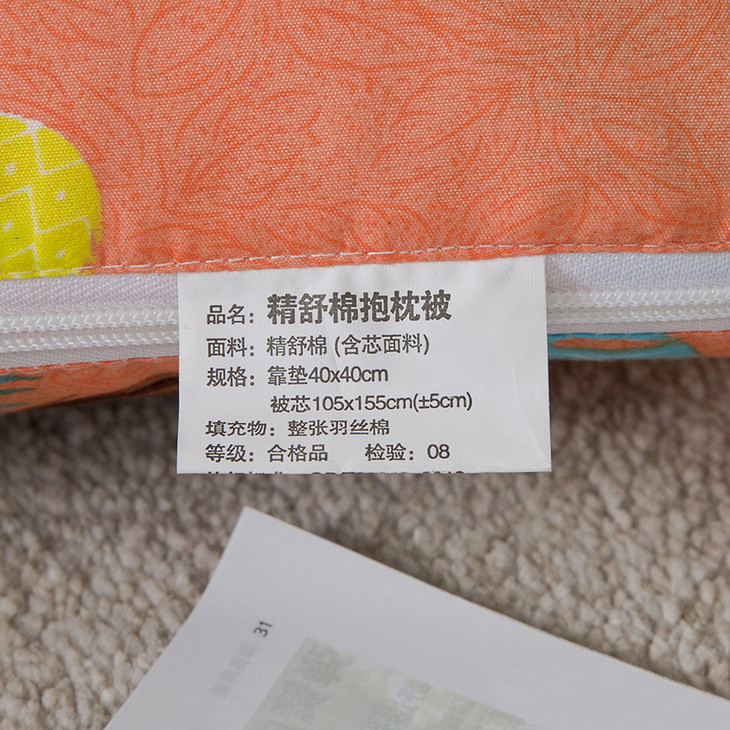 品名：精舒棉抱枕被
面料：精舒棉 (含芯面料)
规格：靠垫40x40cm
被芯105x155cm(±5cm)
填充物：整张羽丝棉
等级：合格品 检验：08
31